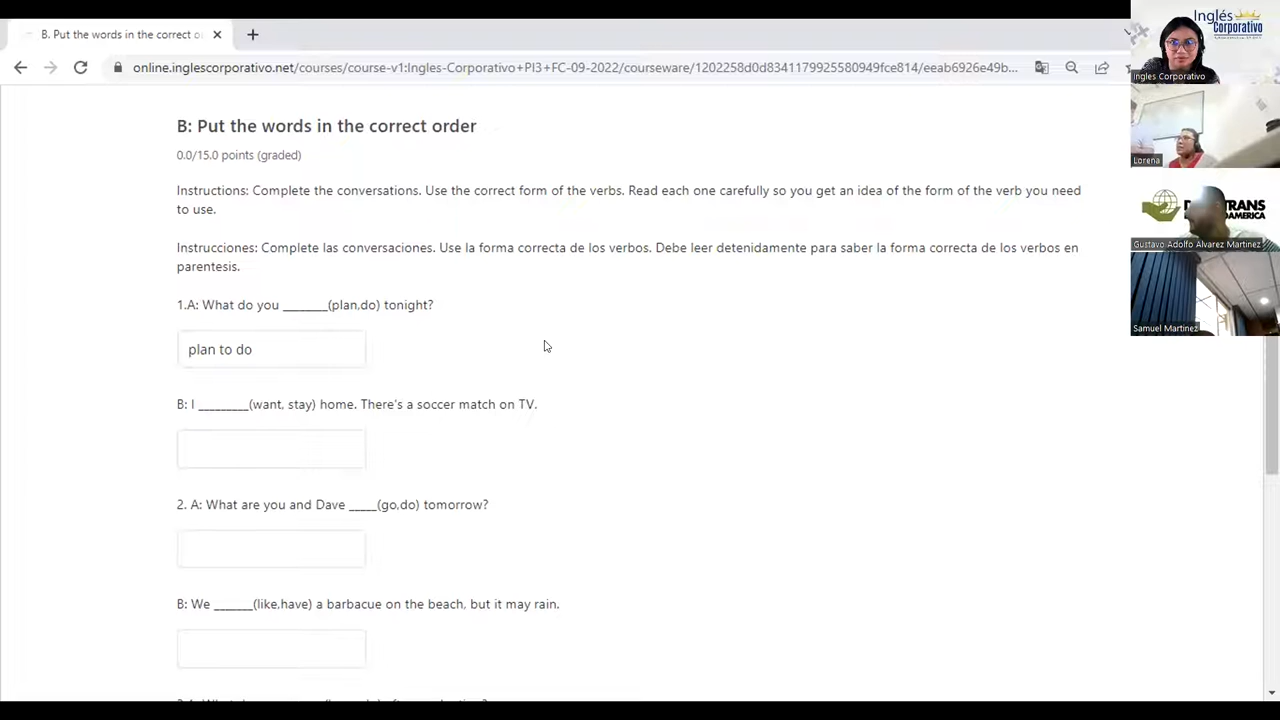 B. Put the words in the correct o
online.inglescorporativo.net/courses/course-v1:Ingles-Corporativo+PI3+FC-09-2022/courseware/1202258d0d8341179925580949fce814/eeab6926e49b...
B: Put the words in the correct order
0.0/15.0 points (graded)
Instructions: Complete the conversations. Use the correct form of the verbs. Read each one carefully so you get an idea of the form of the verb you need
to use.
Instrucciones: Complete las conversaciones. Use la forma correcta de los verbos. Debe leer detenidamente para saber la forma correcta de los verbos en
parentesis.
1.A: What do you ________(plan,do) tonight?
plan to do
B: I _________(want, stay) home. There's a soccer match on TV.
2. A: What are you and Dave _____(go,do) tomorrow?
B: We _______(like,have) a barbacue on the beach, but it may rain.
Inglés
Corporativo
Ingles Corporativo
Lorena
TRANS
Gustavo Adolfo Alvarez Martinez
Samuel Martinez